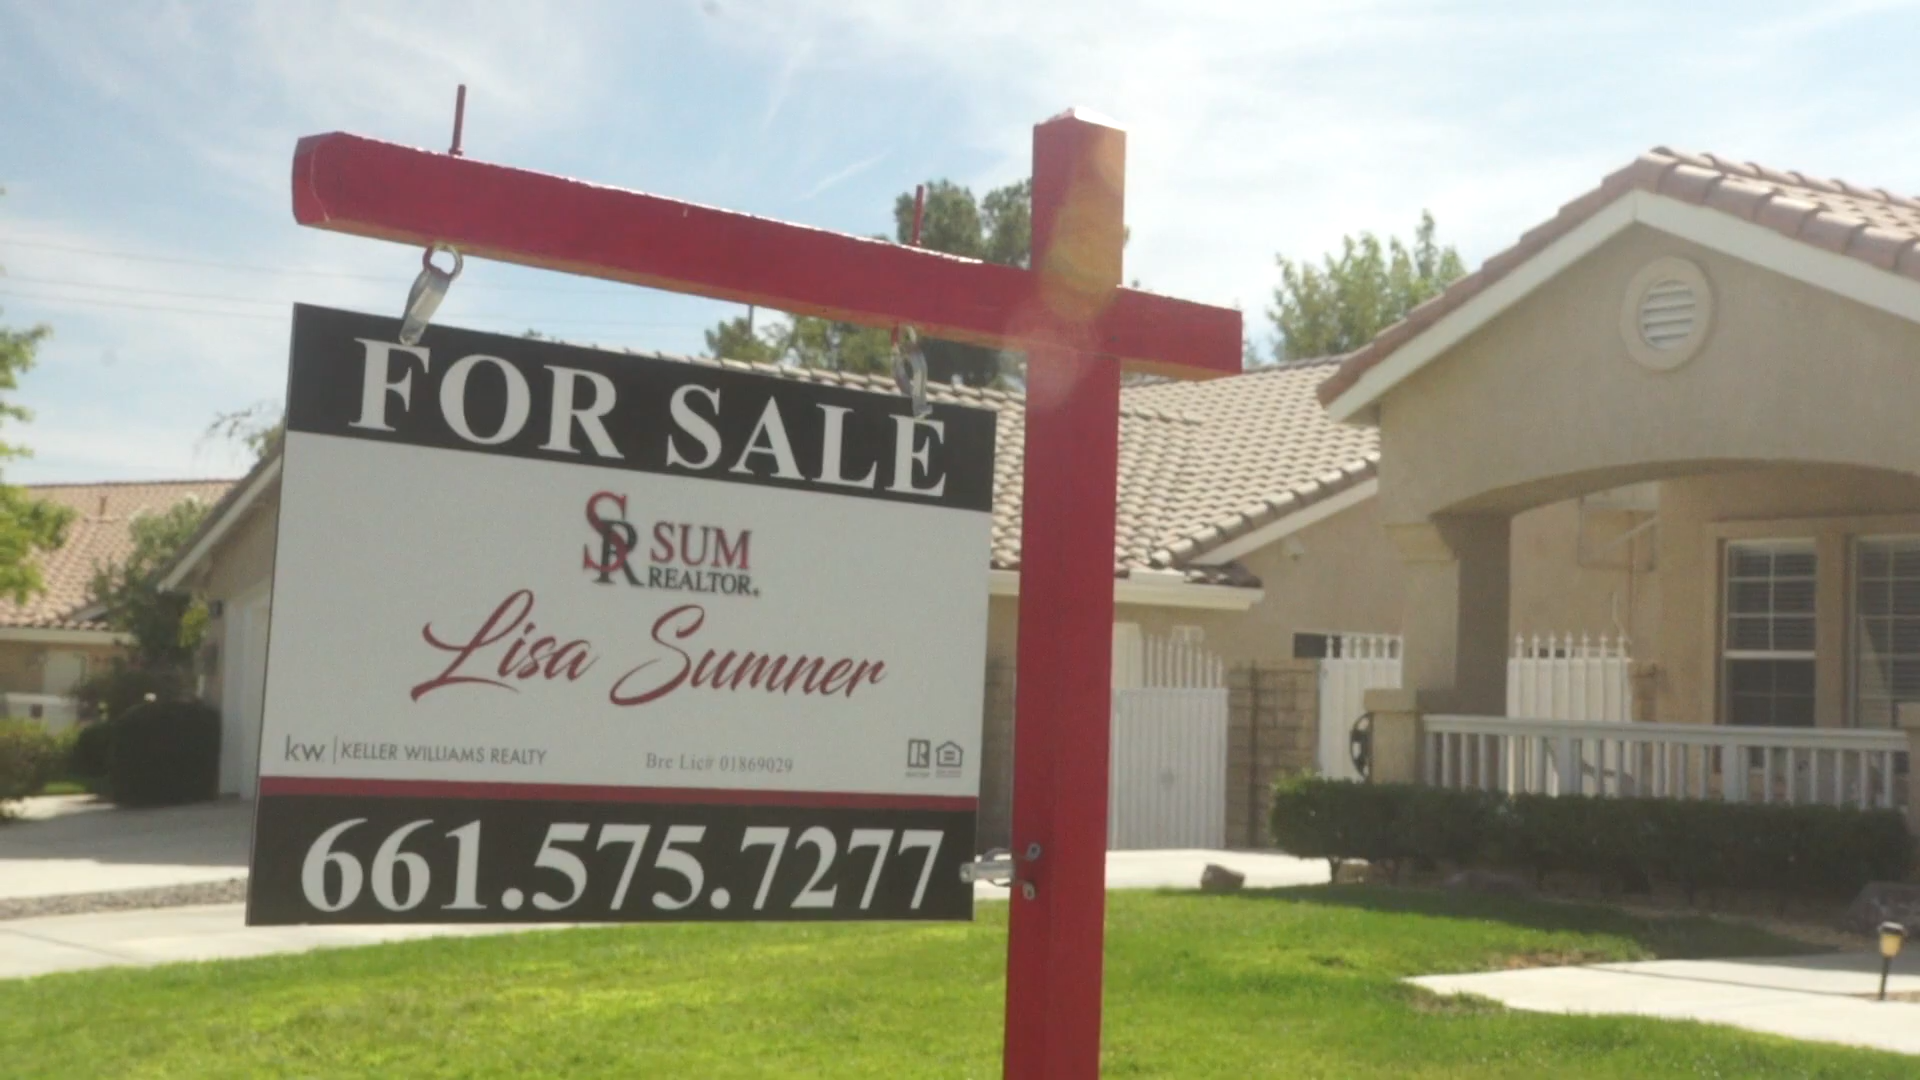 FOR SALE
SR SUM
REALTOR®
Lisa Sumner
kw | KELLER WILLIAMS REALTY
Bre Lic# 01869029
661.575.7277